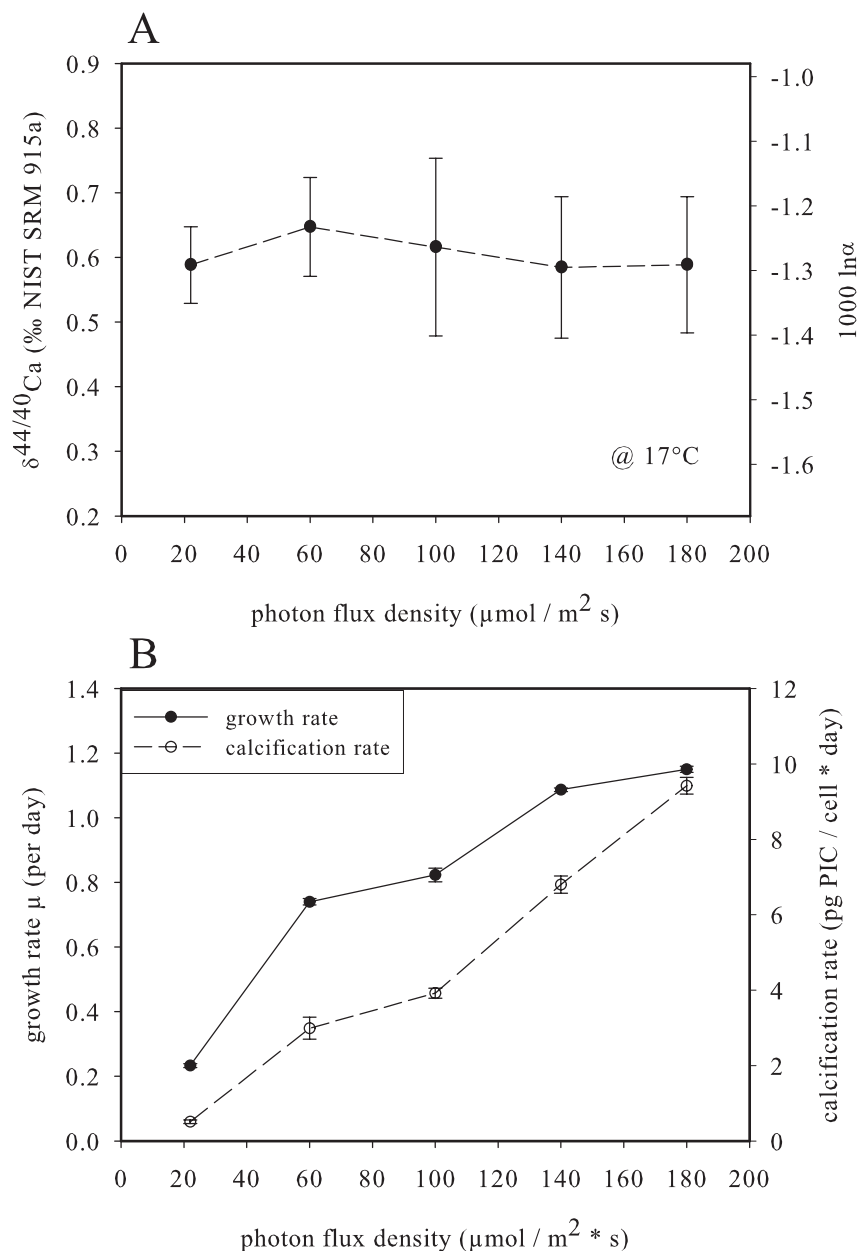 A
δ44/40Ca (‰ NIST SRM 915a)
0.9
0.8
0.7
0.6
0.5
0.4
0.3
0.2
-1.0
-1.1
-1.2
-1.3
-1.4
-1.5
-1.6
1000 lnα
@ 17°C
0 20 40 60 80 100 120 140 160 180 200
photon flux density (µmol / m2 s)
B
growth rate µ (per day)
1.4
1.2
1.0
0.8
0.6
0.4
0.2
0.0
growth rate
calcification rate
12
10
8
6
4
2
0
calcification rate (pg PIC / cell * day)
0 20 40 60 80 100 120 140 160 180 200
photon flux density (µmol / m2 * s)